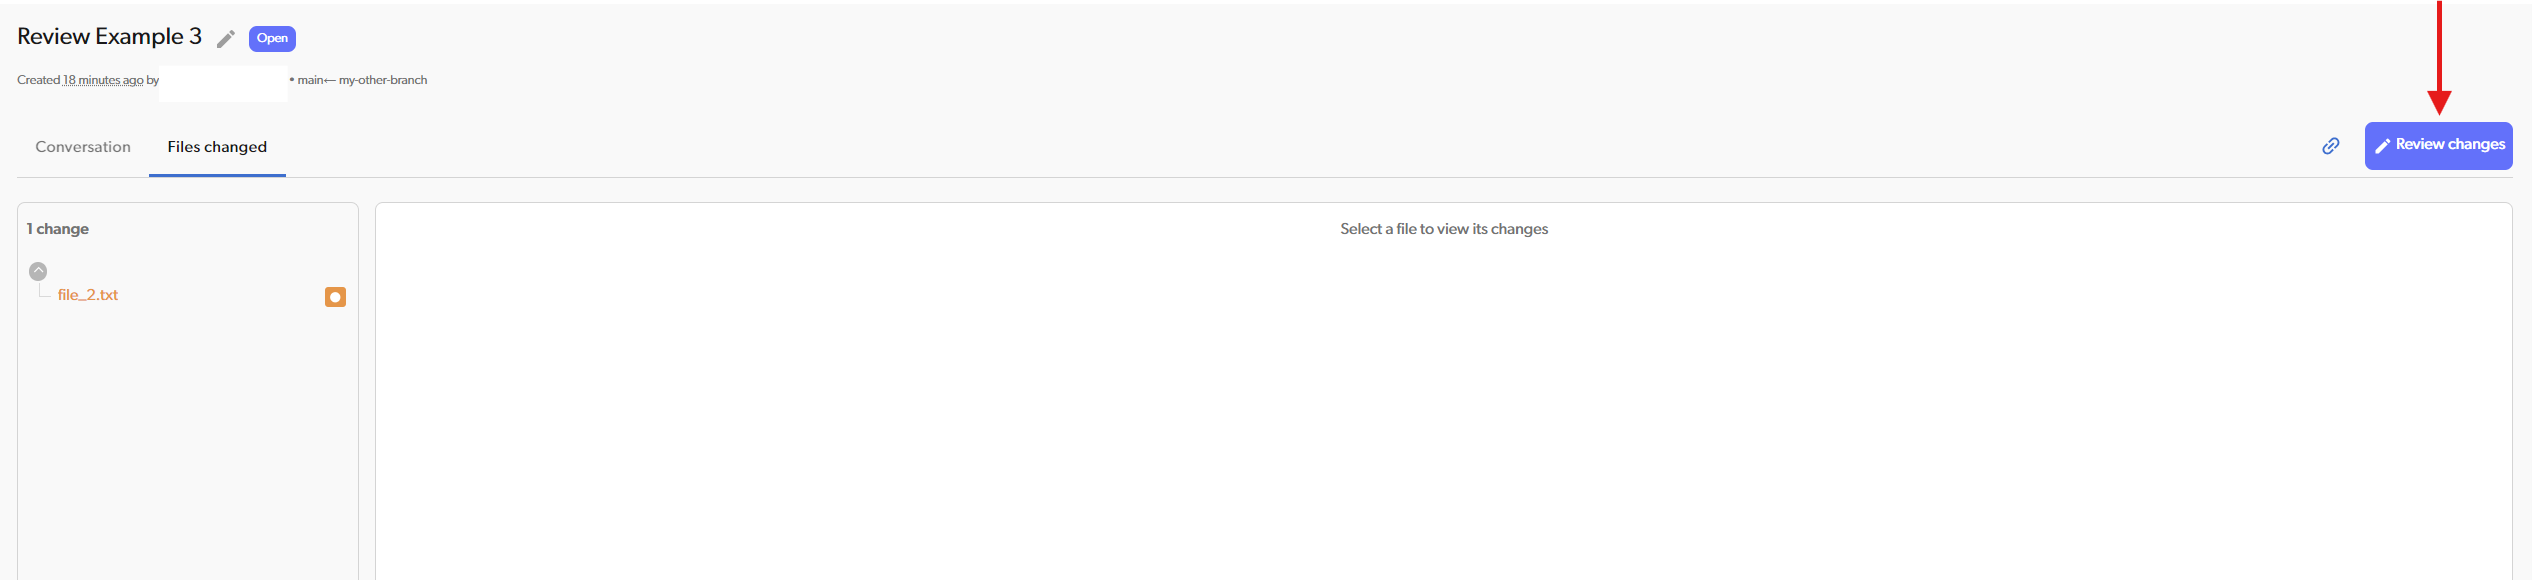 Review Example 3 Open
Created 18 minutes ago by • main← my-other-branch
Conversation Files changed Review changes
1 change Select a file to view its changes
file_2.txt